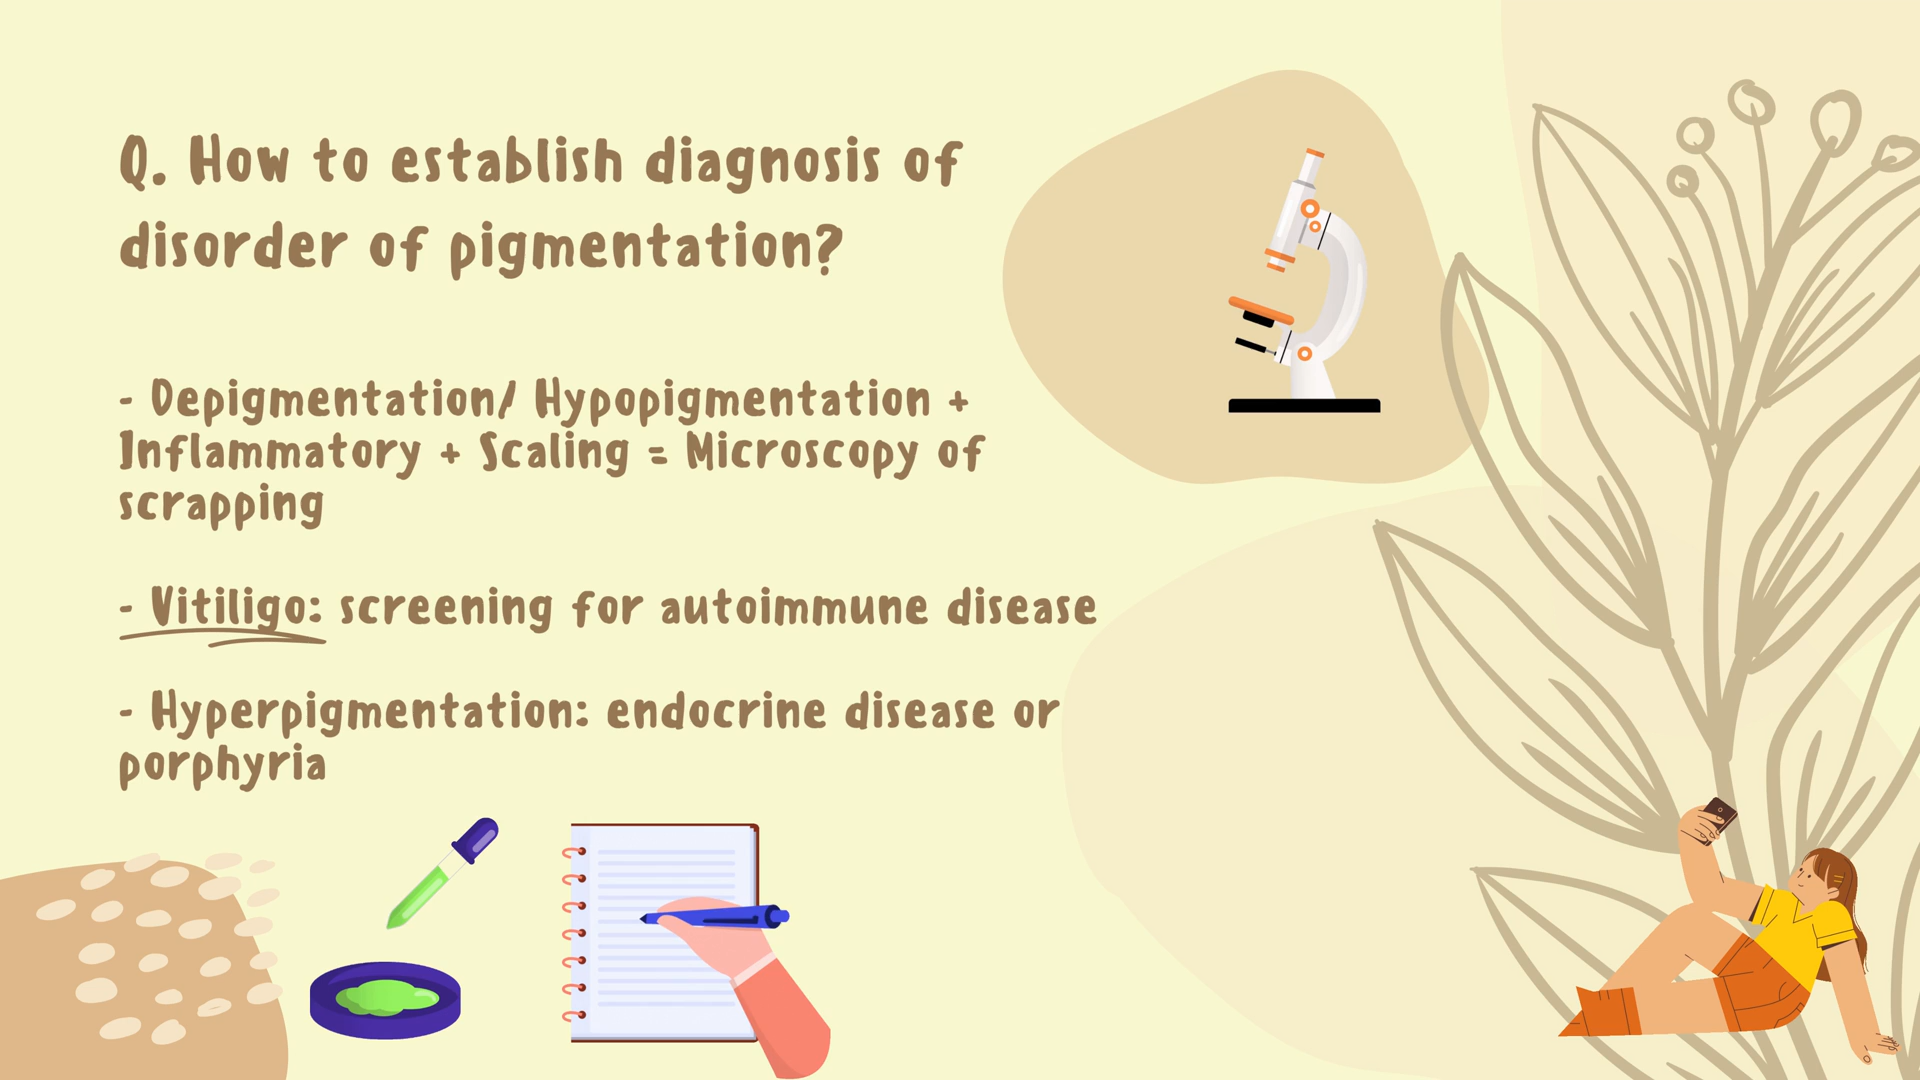 Q. How to establish diagnosis of
disorder of pigmentation?
- Depigmentation/ Hypopigmentation +
Inflammatory + Scaling = Microscopy of
scrapping
- Vitiligo: screening for autoimmune disease
- Hyperpigmentation: endocrine disease or
porphyria